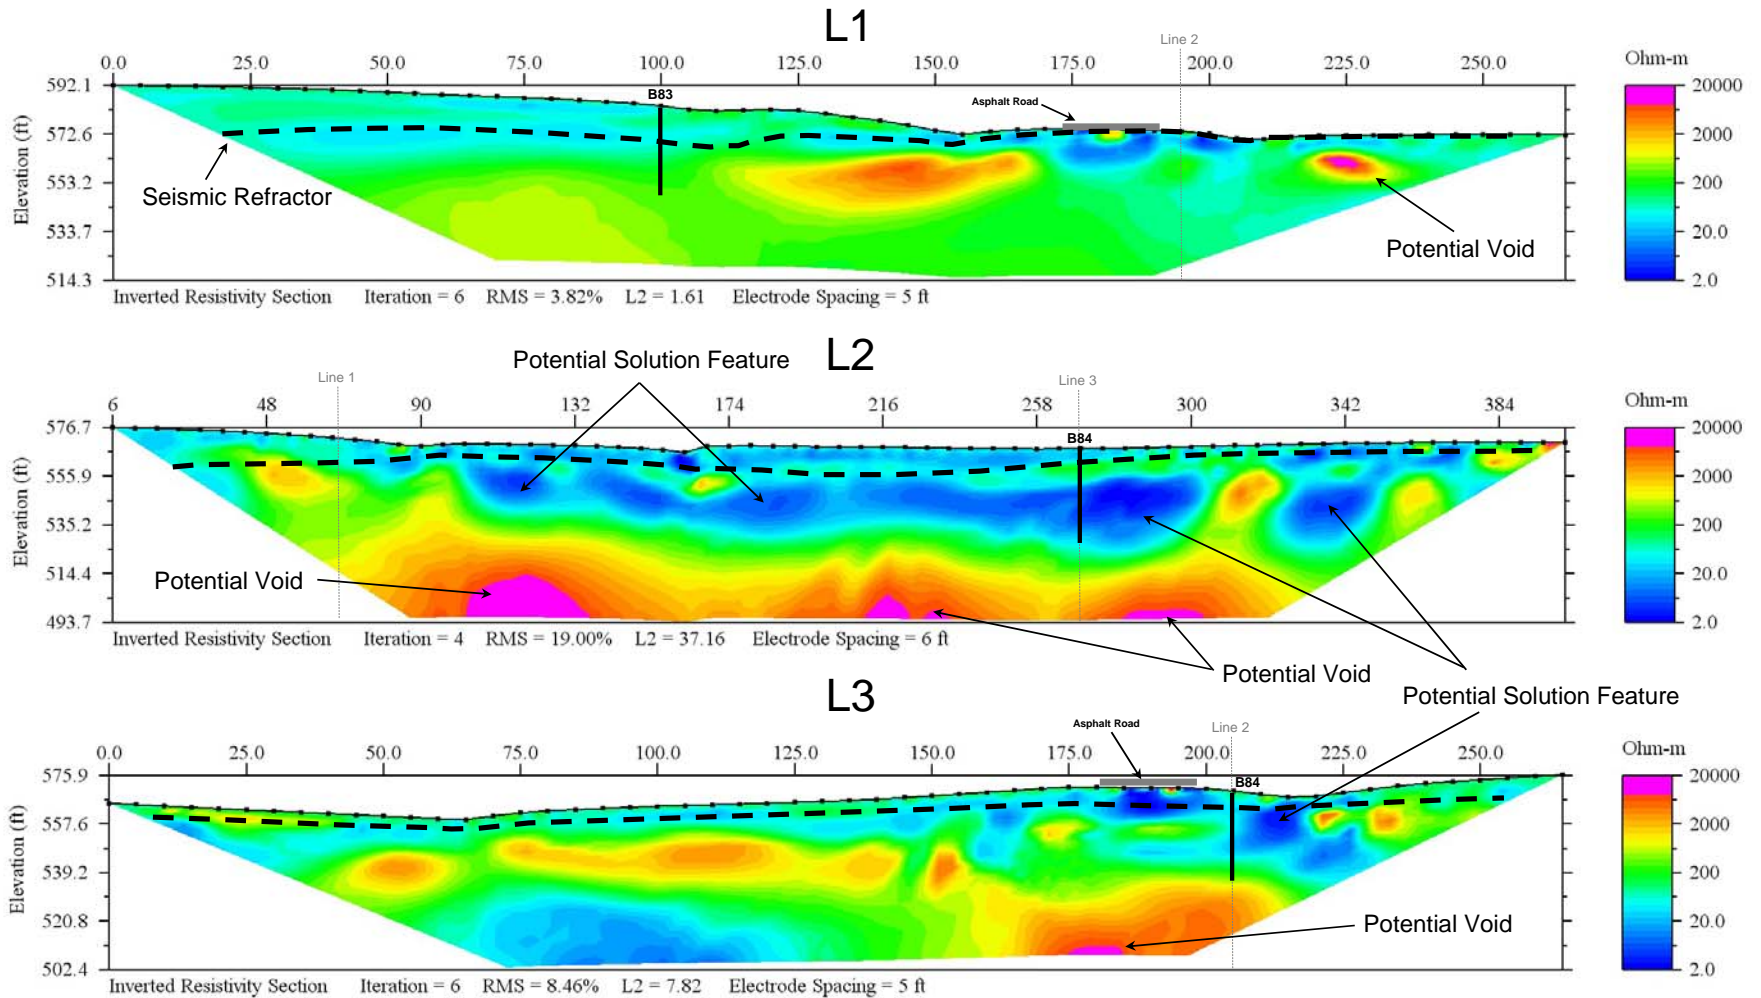 L1
Line 2
0.0 25.0 50.0 75.0 100.0 125.0 150.0 175.0 200.0 225.0 250.0
Ohm-m
592.1
572.6
553.2
533.7
514.3
Elevation (ft)
B83
Asphalt Road
Seismic Refractor
Potential Void
20000
2000
200
20.0
2.0
Inverted Resistivity Section Iteration = 6 RMS = 3.82% L2 = 1.61 Electrode Spacing = 5 ft
L2
Potential Solution Feature
Line 1
Line 3
6 48 90 132 174 216 258 300 342 384
Ohm-m
576.7
555.9
535.2
514.4
493.7
Elevation (ft)
B84
Potential Void
20000
2000
200
20.0
2.0
Inverted Resistivity Section Iteration = 4 RMS = 19.00% L2 = 37.16 Electrode Spacing = 6 ft
Potential Void
Potential Solution Feature
L3
Asphalt Road
Line 2
0.0 25.0 50.0 75.0 100.0 125.0 150.0 175.0 200.0 225.0 250.0
Ohm-m
575.9
557.6
539.2
520.8
502.4
Elevation (ft)
B84
Potential Void
20000
2000
200
20.0
2.0
Inverted Resistivity Section Iteration = 6 RMS = 8.46% L2 = 7.82 Electrode Spacing = 5 ft